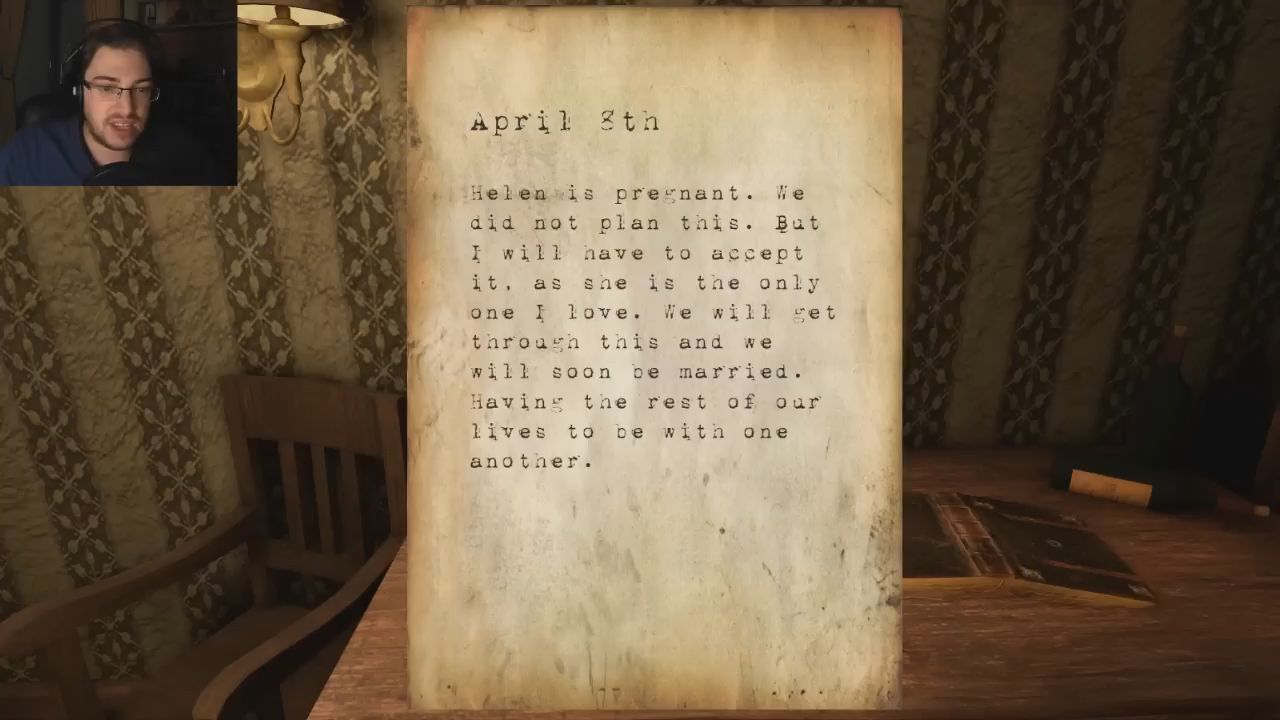 April 8th
Helen is pregnant. We
did not plan this. But
I will have to accept
it, as she is the only
one I love. We will get
through this and we
will soon be married.
Having the rest of our
lives to be with one
another.